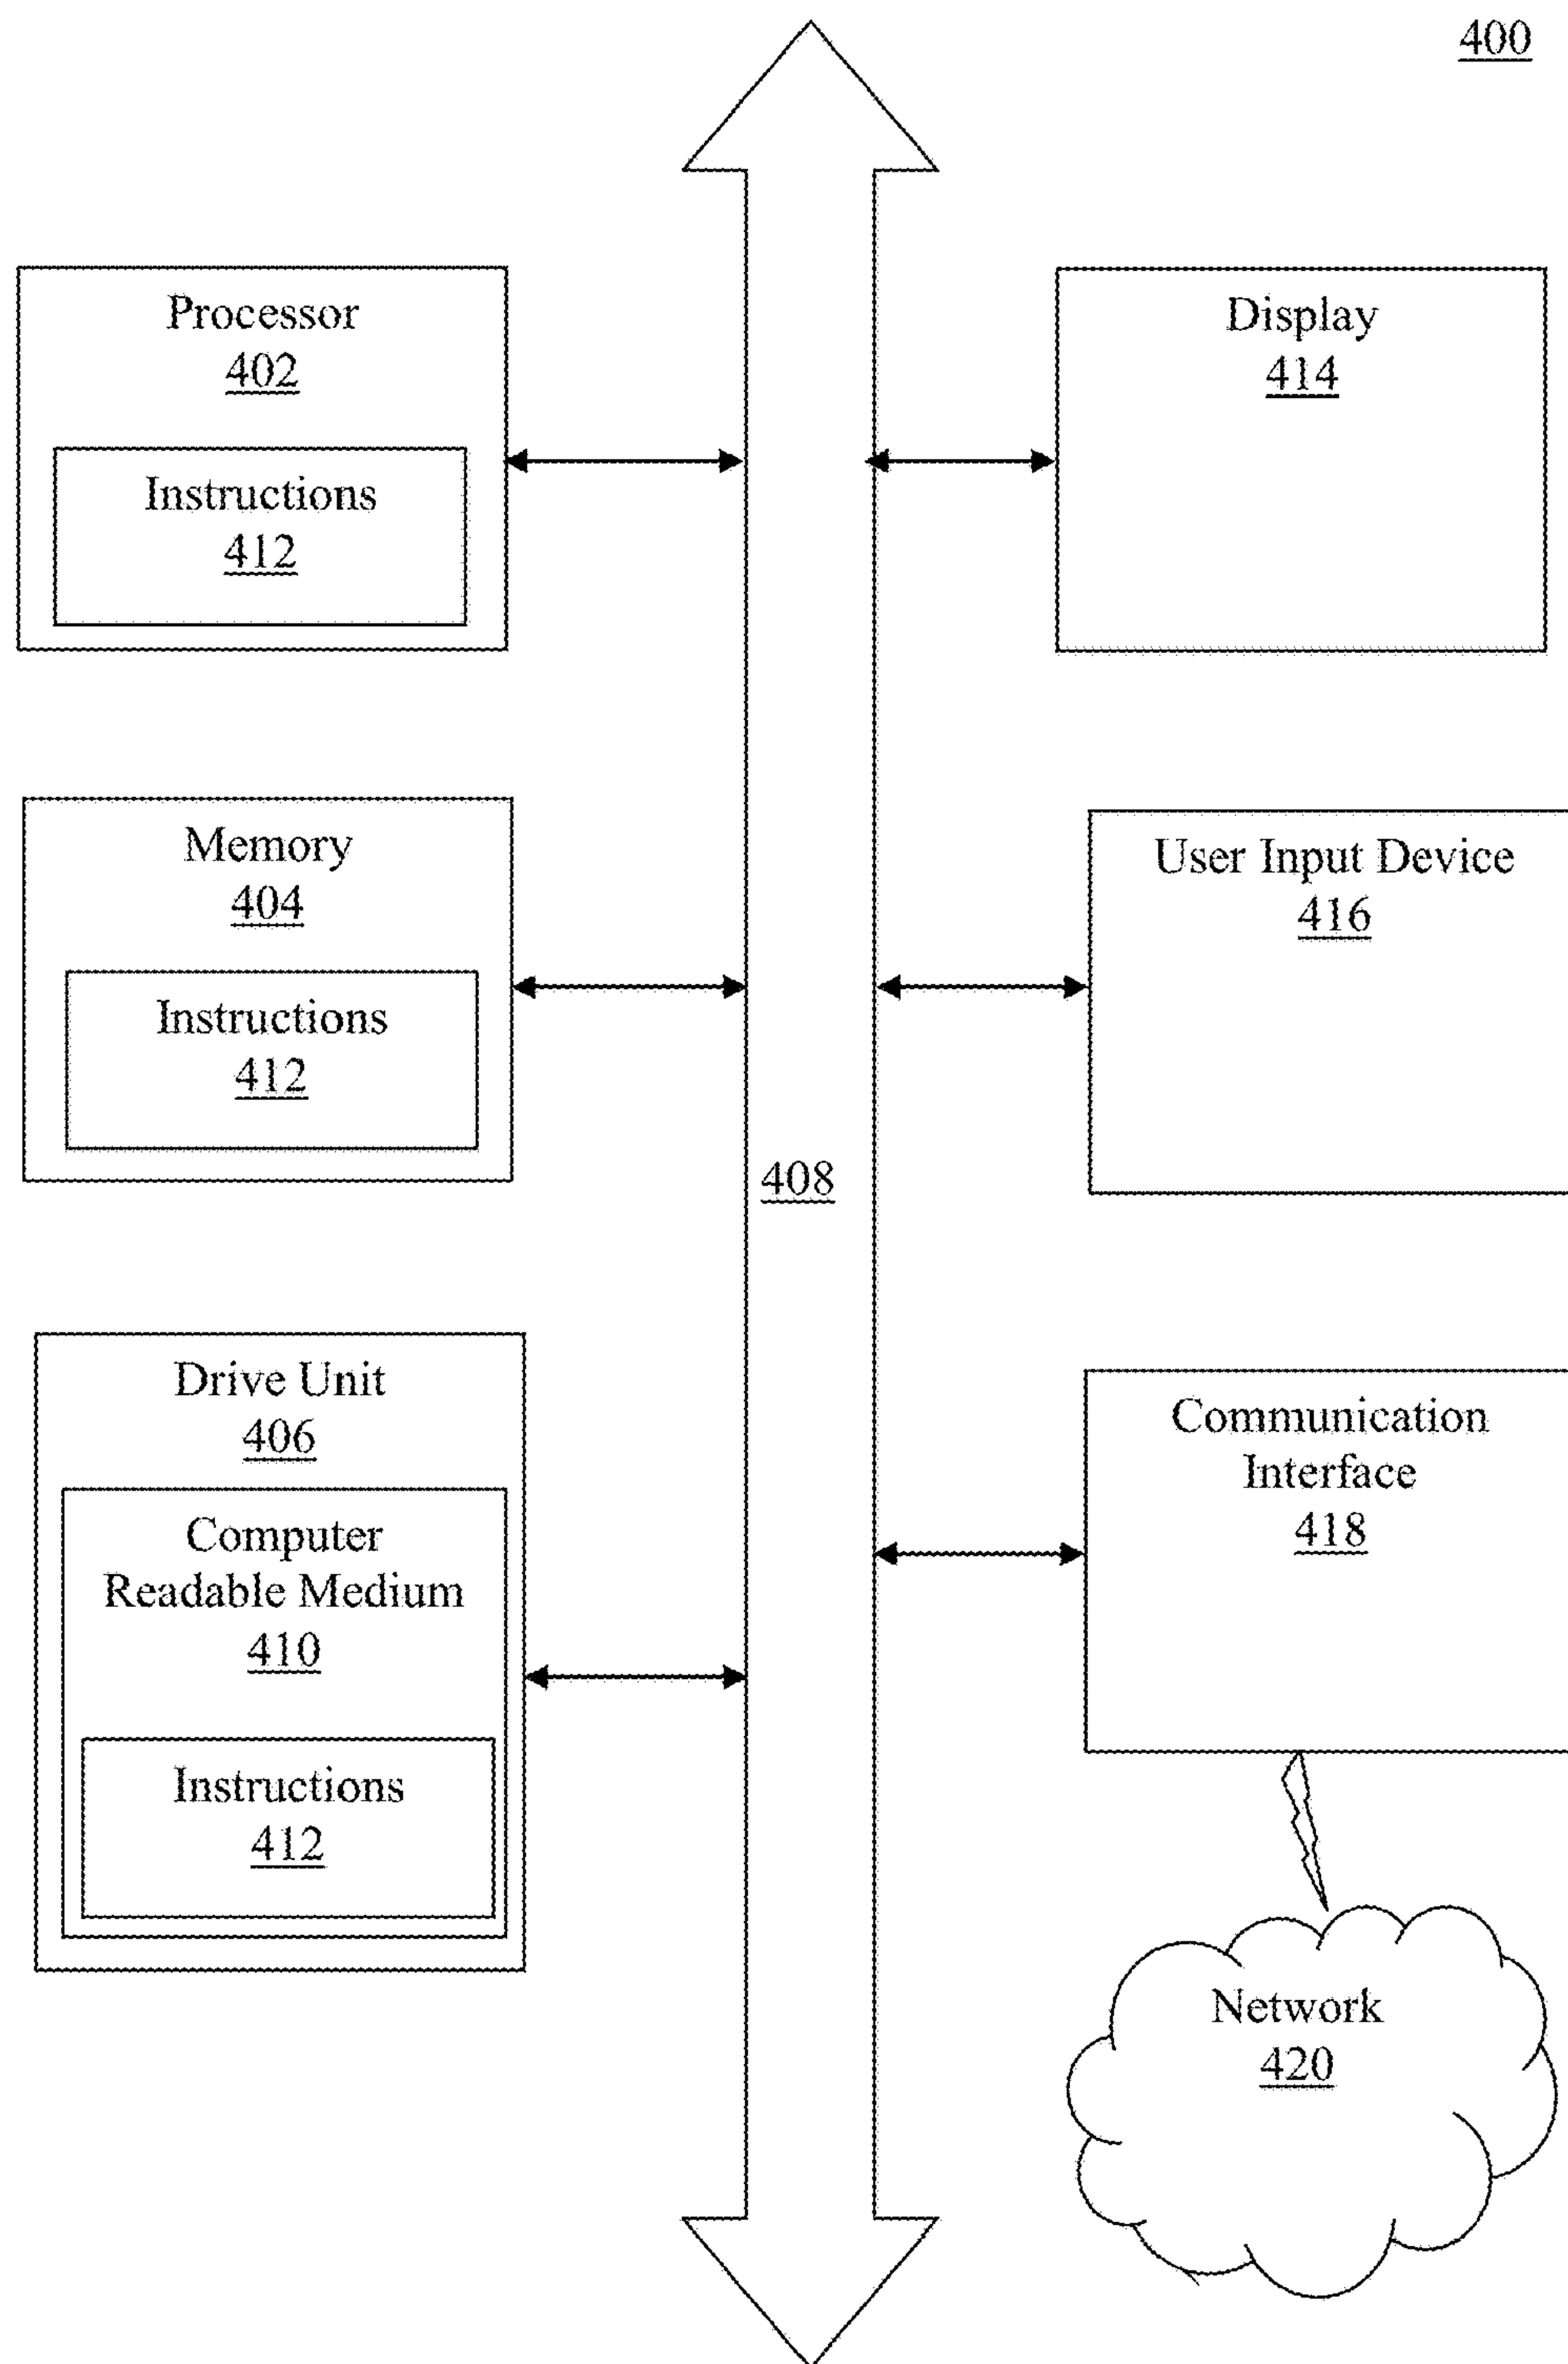 400
Processor
402
Instructions
412
Display
414
Memory
404
Instructions
412
User Input Device
416
408
Drive Unit
406
Computer
Readable Medium
410
Instructions
412
Communication
Interface
418
Network
420